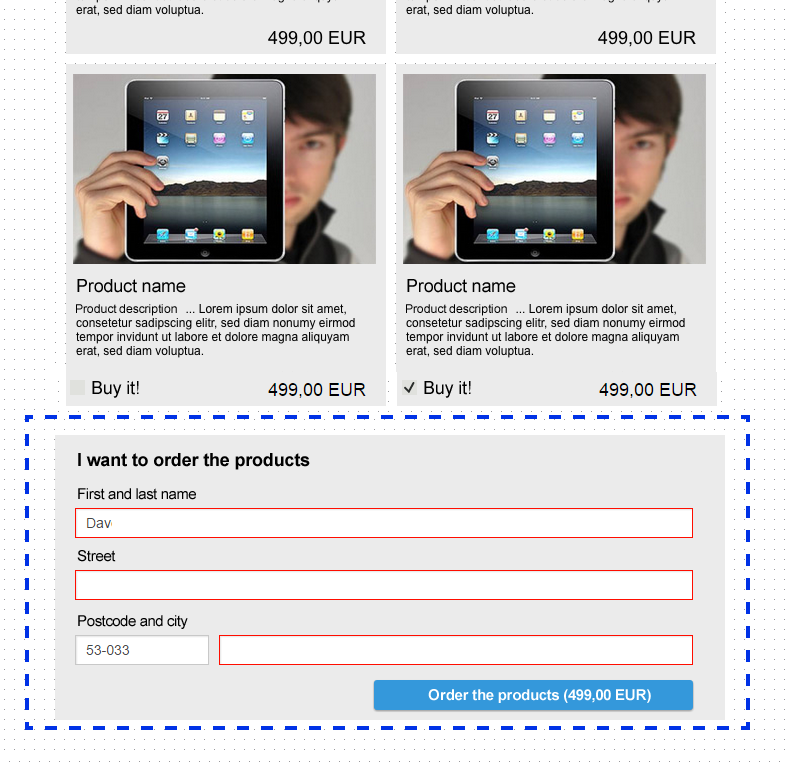 erat, sed diam voluptua.
499,00 EUR
erat, sed diam voluptua.
499,00 EUR
Product name
Product description ... Lorem ipsum dolor sit amet,
consetetur sadipscing elitr, sed diam nonumy eirmod
tempor invidunt ut labore et dolore magna aliquyam
erat, sed diam voluptua.
Buy it!
499,00 EUR
Product name
Product description ... Lorem ipsum dolor sit amet,
consetetur sadipscing elitr, sed diam nonumy eirmod
tempor invidunt ut labore et dolore magna aliquyam
erat, sed diam voluptua.
Buy it!
499,00 EUR
I want to order the products
First and last name
Dav
Street
Postcode and city
53-033
Order the products (499,00 EUR)